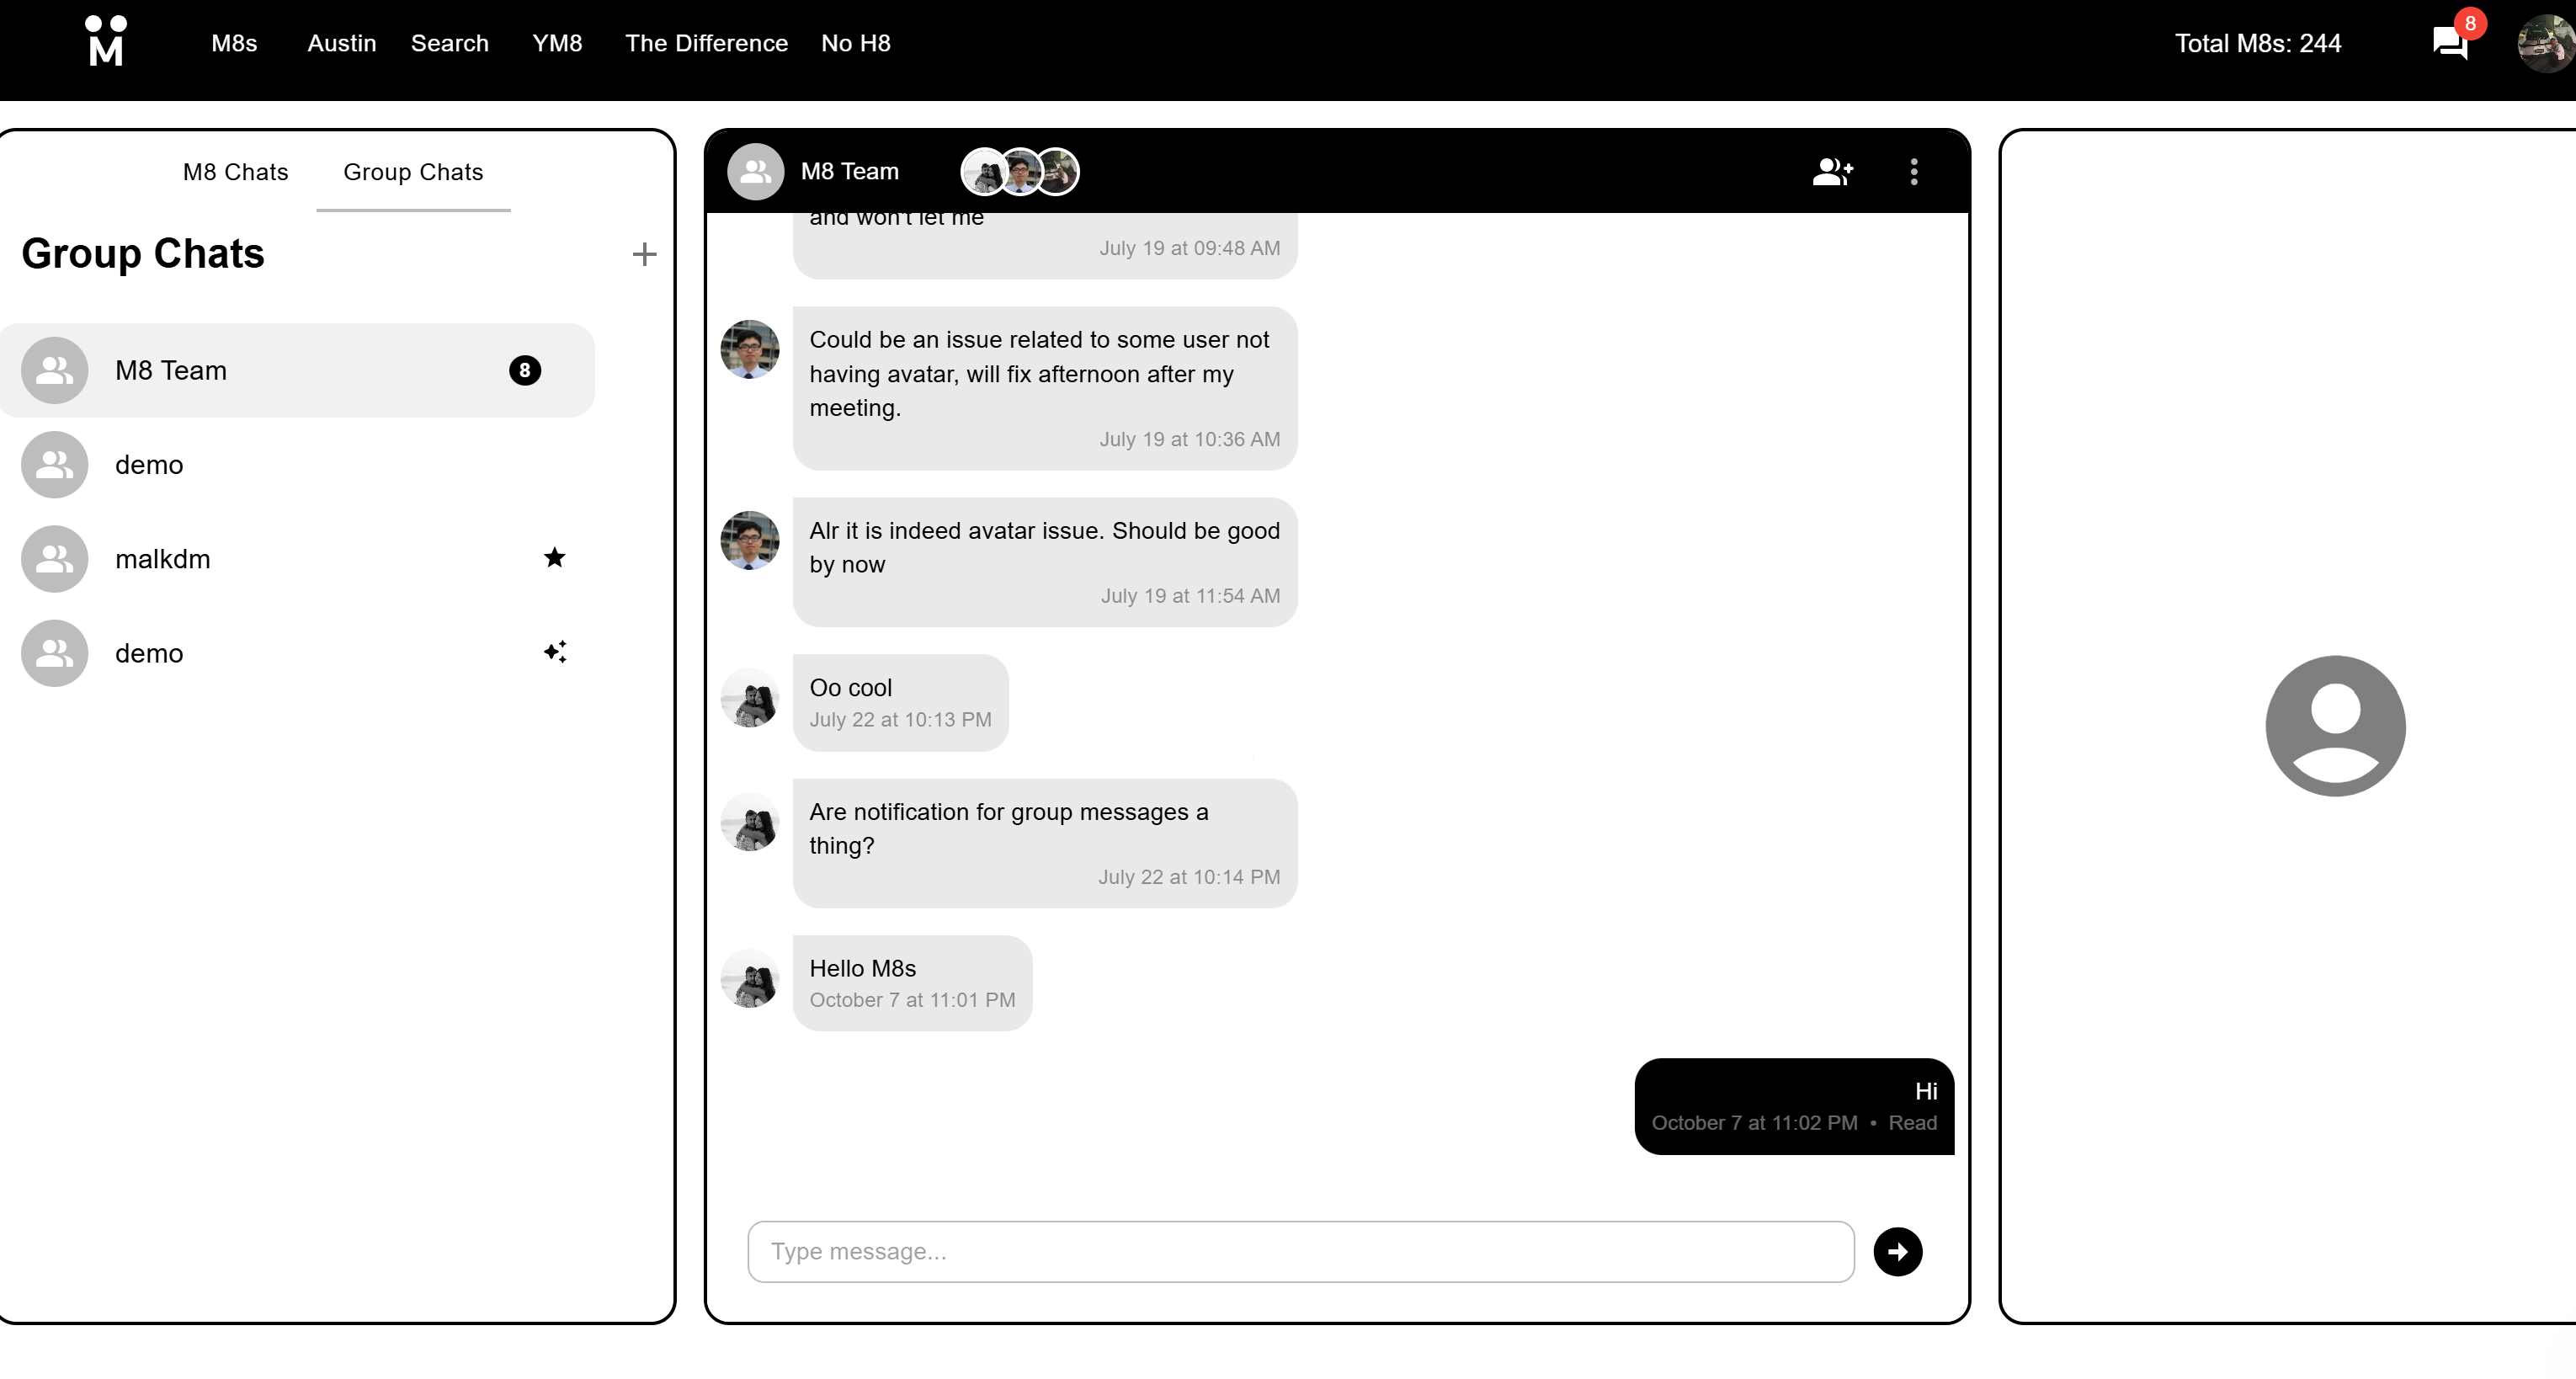 M
M8s
Austin
Search
YM8
The Difference
No H8
Total M8s: 244
8
M8 Chats
Group Chats
Group Chats
M8 Team
8
demo
malkdm
demo
M8 Team
and won't let me
July 19 at 09:48 AM
Could be an issue related to some user not
having avatar, will fix afternoon after my
meeting.
July 19 at 10:36 AM
Alr it is indeed avatar issue. Should be good
by now
July 19 at 11:54 AM
Oo cool
July 22 at 10:13 PM
Are notification for group messages a
thing?
July 22 at 10:14 PM
Hello M8s
October 7 at 11:01 PM
Hi
October 7 at 11:02 PM • Read
Type message...